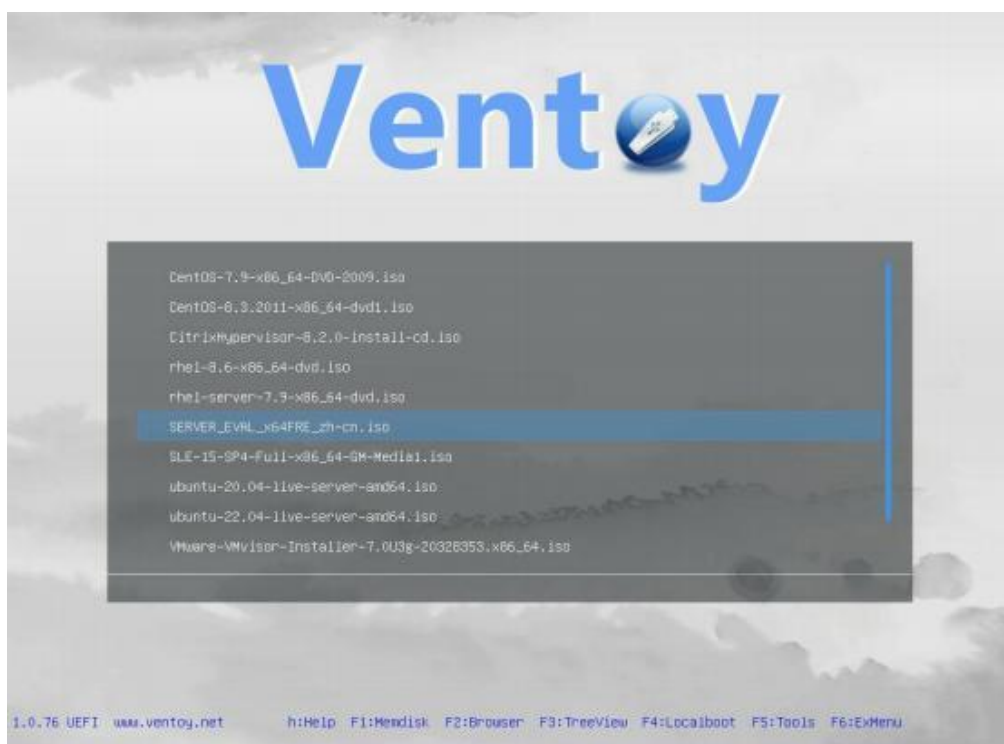 Ventoy
CentOS-7.9-x86_64-DVD-2009.iso
CentOS-8.3.2011-x86_64-dvd1.iso
CitrixHypervisor-8.2.0-install-cd.iso
rhel-8.6-x86_64-dvd.iso
rhel-server-7.9-x86_64-dvd.iso
SERVER_EVAL_x64FRE_zh-cn.iso
SLE-15-SP4-Full-x86_64-GM-Media1.iso
ubuntu-20.04-live-server-amd64.iso
ubuntu-22.04-live-server-amd64.iso
VMware-VMvisor-Installer-7.0U3g-20328353.x86_64.iso
1.0.76 UEFI www.ventoy.net h:Help F1:Memdisk F2:Browser F3:TreeView F4:Localboot F5:Tools F6:ExMenu